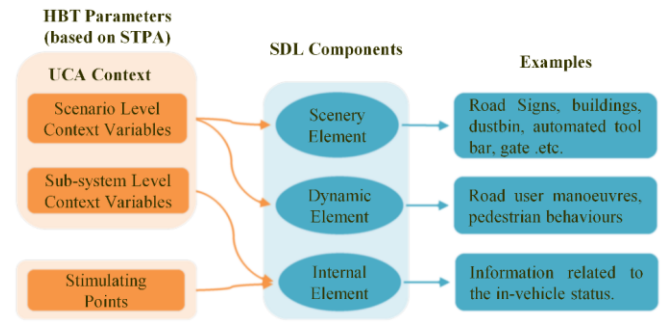 HBT Parameters
(based on STPA)
SDL Components
Examples
UCA Context
Scenario Level
Context Variables
Sub-system Level
Context Variables
Stimulating
Points
Scenery
Element
Dynamic
Element
Internal
Element
Road Signs, buildings,
dustbin, automated tool
bar, gate .etc.
Road user manoeuvres,
pedestrian behaviours
Information related to
the in-vehicle status.